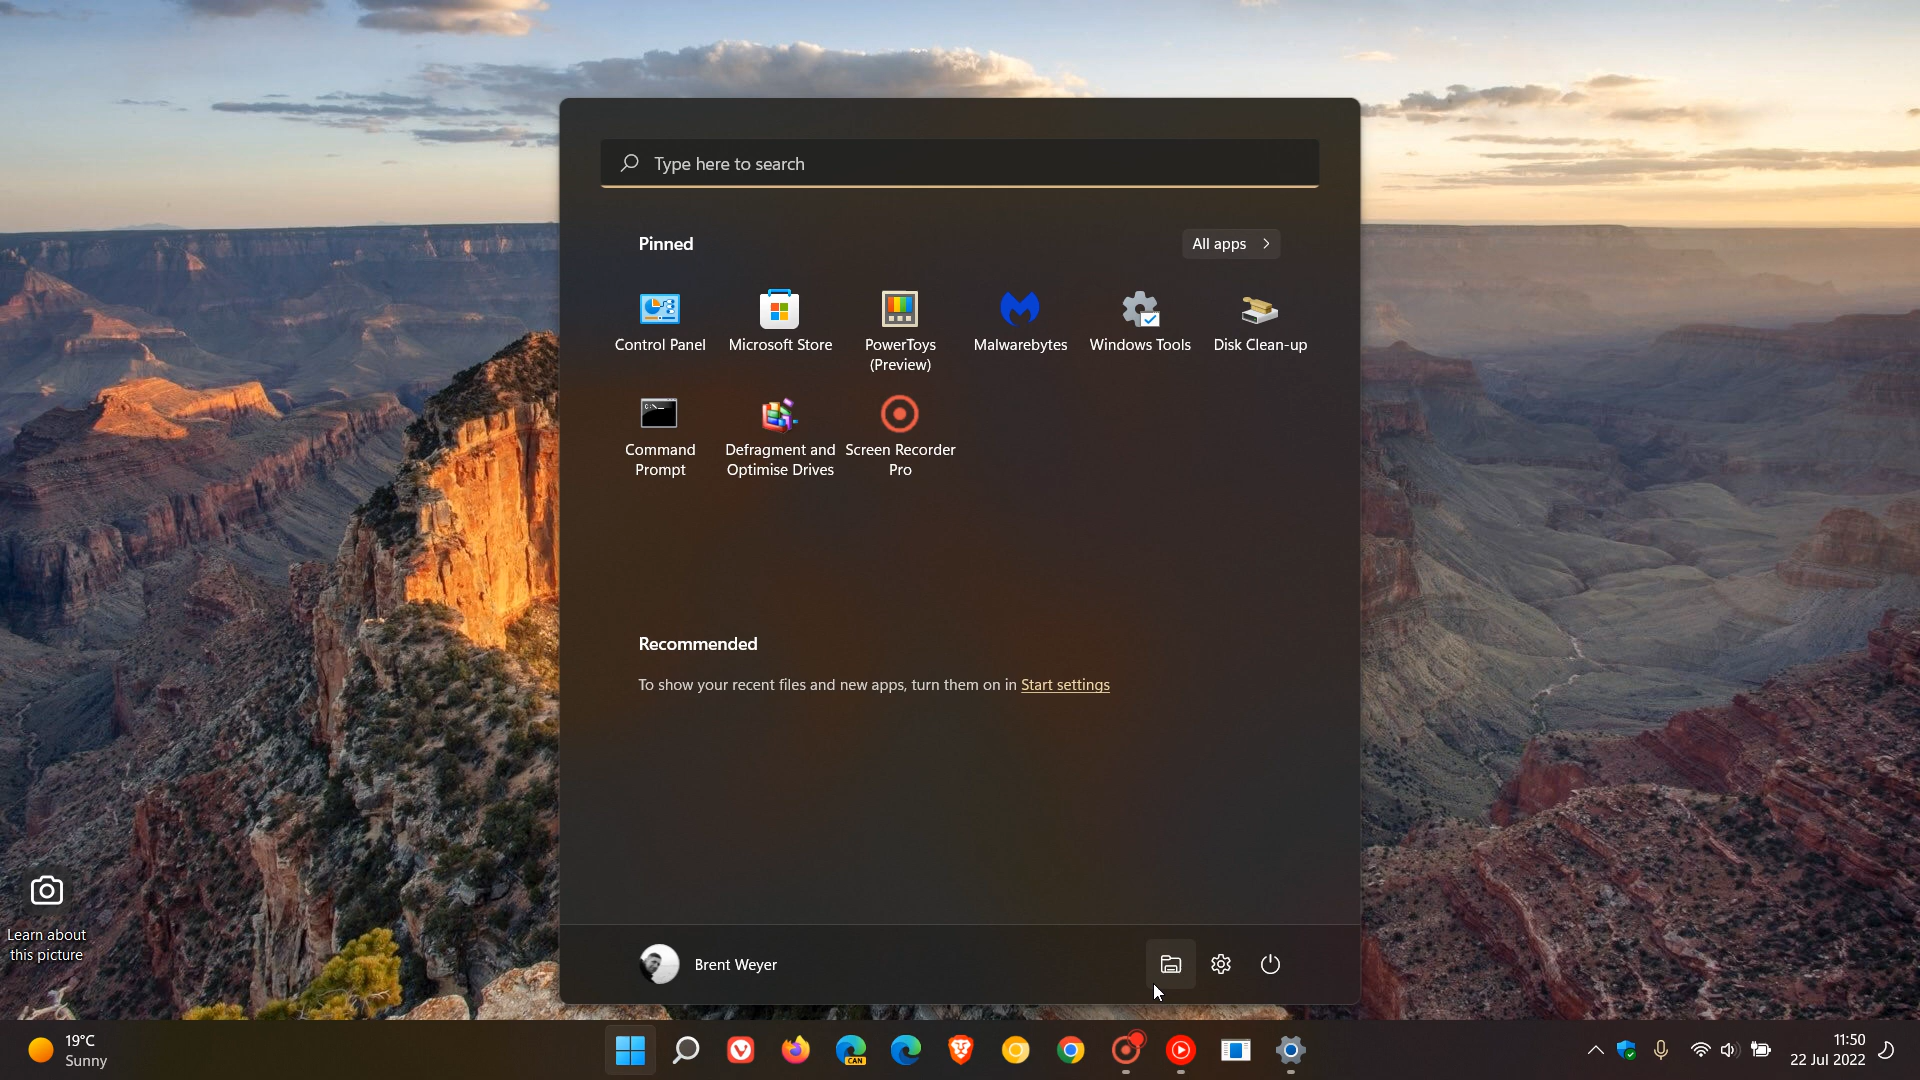 Type here to search
Pinned
All apps
Control Panel
Microsoft Store
PowerToys
(Preview)
Malwarebytes
Windows Tools
Disk Clean-up
C:\>_
Command
Prompt
Defragment and
Optimise Drives
Screen Recorder
Pro
Recommended
To show your recent files and new apps, turn them on in Start settings
Learn about
this picture
Brent Weyer
19°C
Sunny
CAN
11:50
22 Jul 2022